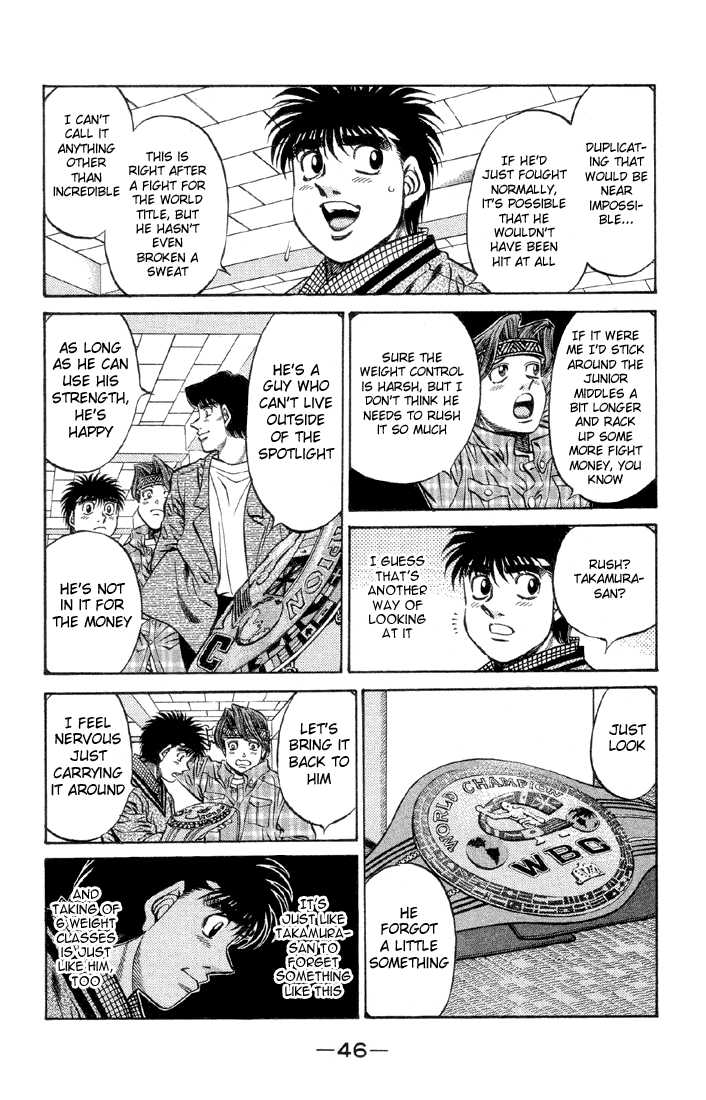 DUPLICAT-
ING THAT
WOULD BE
NEAR
IMPOSSI-
BLE...
IF HE'D
JUST FOUGHT
NORMALLY,
IT'S POSSIBLE
THAT HE
WOULDN'T
HAVE BEEN
HIT AT ALL
THIS IS
RIGHT AFTER
A FIGHT FOR
THE WORLD
TITLE, BUT
HE HASN'T
EVEN
BROKEN A
SWEAT
I CAN'T
CALL IT
ANYTHING
OTHER
THAN
INCREDIBLE
IF IT WERE
ME I'D STICK
AROUND THE
JUNIOR
MIDDLES A
BIT LONGER
AND RACK
UP SOME
MORE FIGHT
MONEY, YOU
KNOW
SURE THE
WEIGHT CONTROL
IS HARSH, BUT I
DON'T THINK HE
NEEDS TO RUSH
IT SO MUCH
RUSH?
TAKAMURA-
SAN?
I GUESS
THAT'S
ANOTHER
WAY OF
LOOKING
AT IT
HE'S A
GUY WHO
CAN'T LIVE
OUTSIDE
OF THE
SPOTLIGHT
AS LONG
AS HE CAN
USE HIS
STRENGTH,
HE'S
HAPPY
HE'S NOT
IN IT FOR
THE MONEY
PION
C
JUST
LOOK
WORLD CHAMPION
WBC
HE
FORGOT
A LITTLE
SOMETHING
LET'S
BRING IT
BACK TO
HIM
I FEEL
NERVOUS
JUST
CARRYING
IT AROUND
IT'S
JUST LIKE
TAKAMURA-
SAN TO
FORGET
SOMETHING
LIKE THIS
AND
TAKING OF
6 WEIGHT
CLASSES
IS JUST
LIKE HIM,
TOO
—46—